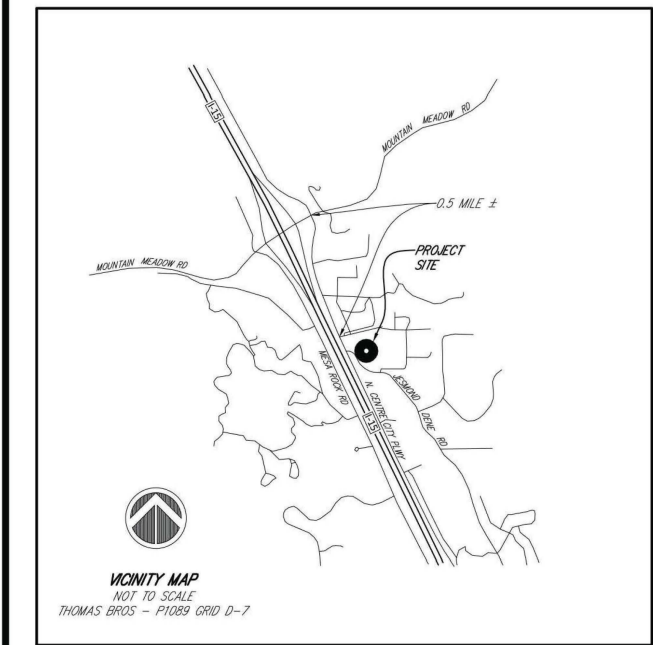 I-15
MOUNTAIN MEADOW RD
0.5 MILE ±
PROJECT
SITE
MOUNTAIN MEADOW RD
MESA ROCK RD
N. CENTRE CITY PLWY
JESMOND DENE RD
I-15
VICINITY MAP
NOT TO SCALE
THOMAS BROS - P1089 GRID D-7